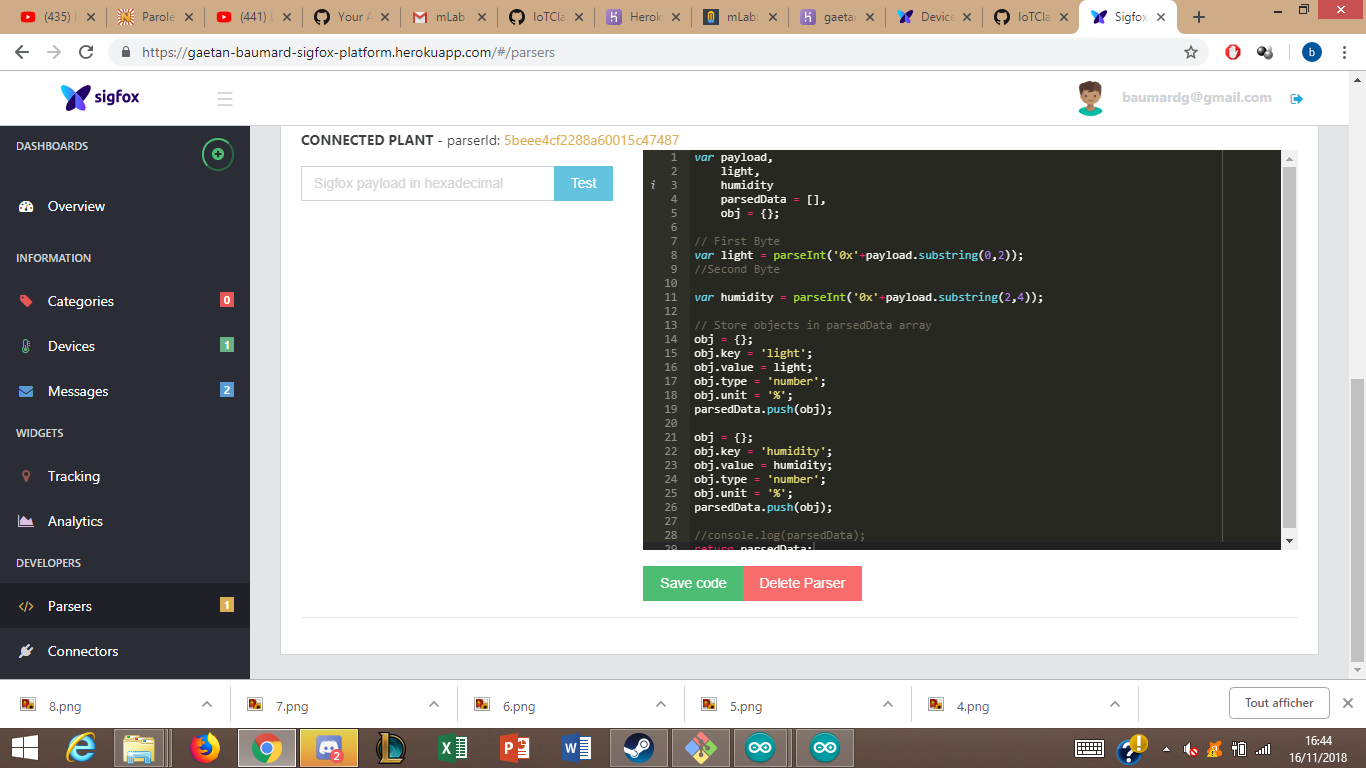 (435) I
Parole
(441) L
Your A
mLab
IoTCla
Herok
mLab:
gaetan
Device
IoTCla
Sigfox
https://gaetan-baumard-sigfox-platform.herokuapp.com/#/parsers
b
sigfox
baumardg@gmail.com
DASHBOARDS
Overview
INFORMATION
Categories 0
Devices 1
Messages 2
WIDGETS
Tracking
Analytics
DEVELOPERS
Parsers 1
Connectors
CONNECTED PLANT - parserId: 5beee4cf2288a60015c47487
Sigfox payload in hexadecimal
Test
1 var payload,
2 light,
i 3 humidity
4 parsedData = [],
5 obj = {};
6
7 // First Byte
8 var light = parseInt('0x'+payload.substring(0,2));
9 //Second Byte
10
11 var humidity = parseInt('0x'+payload.substring(2,4));
12
13 // Store objects in parsedData array
14 obj = {};
15 obj.key = 'light';
16 obj.value = light;
17 obj.type = 'number';
18 obj.unit = '%';
19 parsedData.push(obj);
20
21 obj = {};
22 obj.key = 'humidity';
23 obj.value = humidity;
24 obj.type = 'number';
25 obj.unit = '%';
26 parsedData.push(obj);
27
28 //console.log(parsedData);
29 return parsedData;
Save code
Delete Parser
8.png
7.png
6.png
5.png
4.png
Tout afficher
2
16:44
16/11/2018